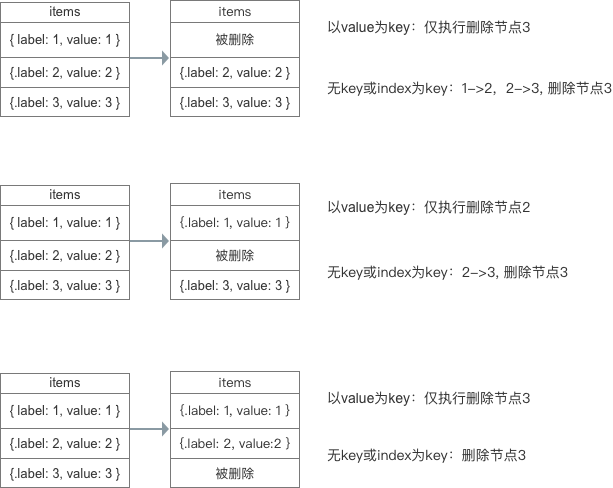 items
{ label: 1, value: 1 }
{.label: 2, value: 2 }
{.label: 3, value: 3 }
items
被删除
{.label: 2, value: 2 }
{.label: 3, value: 3 }
以value为key：仅执行删除节点3
无key或index为key：1->2，2->3, 删除节点3
items
{ label: 1, value: 1 }
{.label: 2, value: 2 }
{.label: 3, value: 3 }
items
{.label: 1, value: 1 }
被删除
{.label: 3, value: 3 }
以value为key：仅执行删除节点2
无key或index为key：2->3, 删除节点3
items
{ label: 1, value: 1 }
{.label: 2, value: 2 }
{.label: 3, value: 3 }
items
{.label: 1, value: 1 }
{.label: 2, value:2 }
被删除
以value为key：仅执行删除节点3
无key或index为key：删除节点3